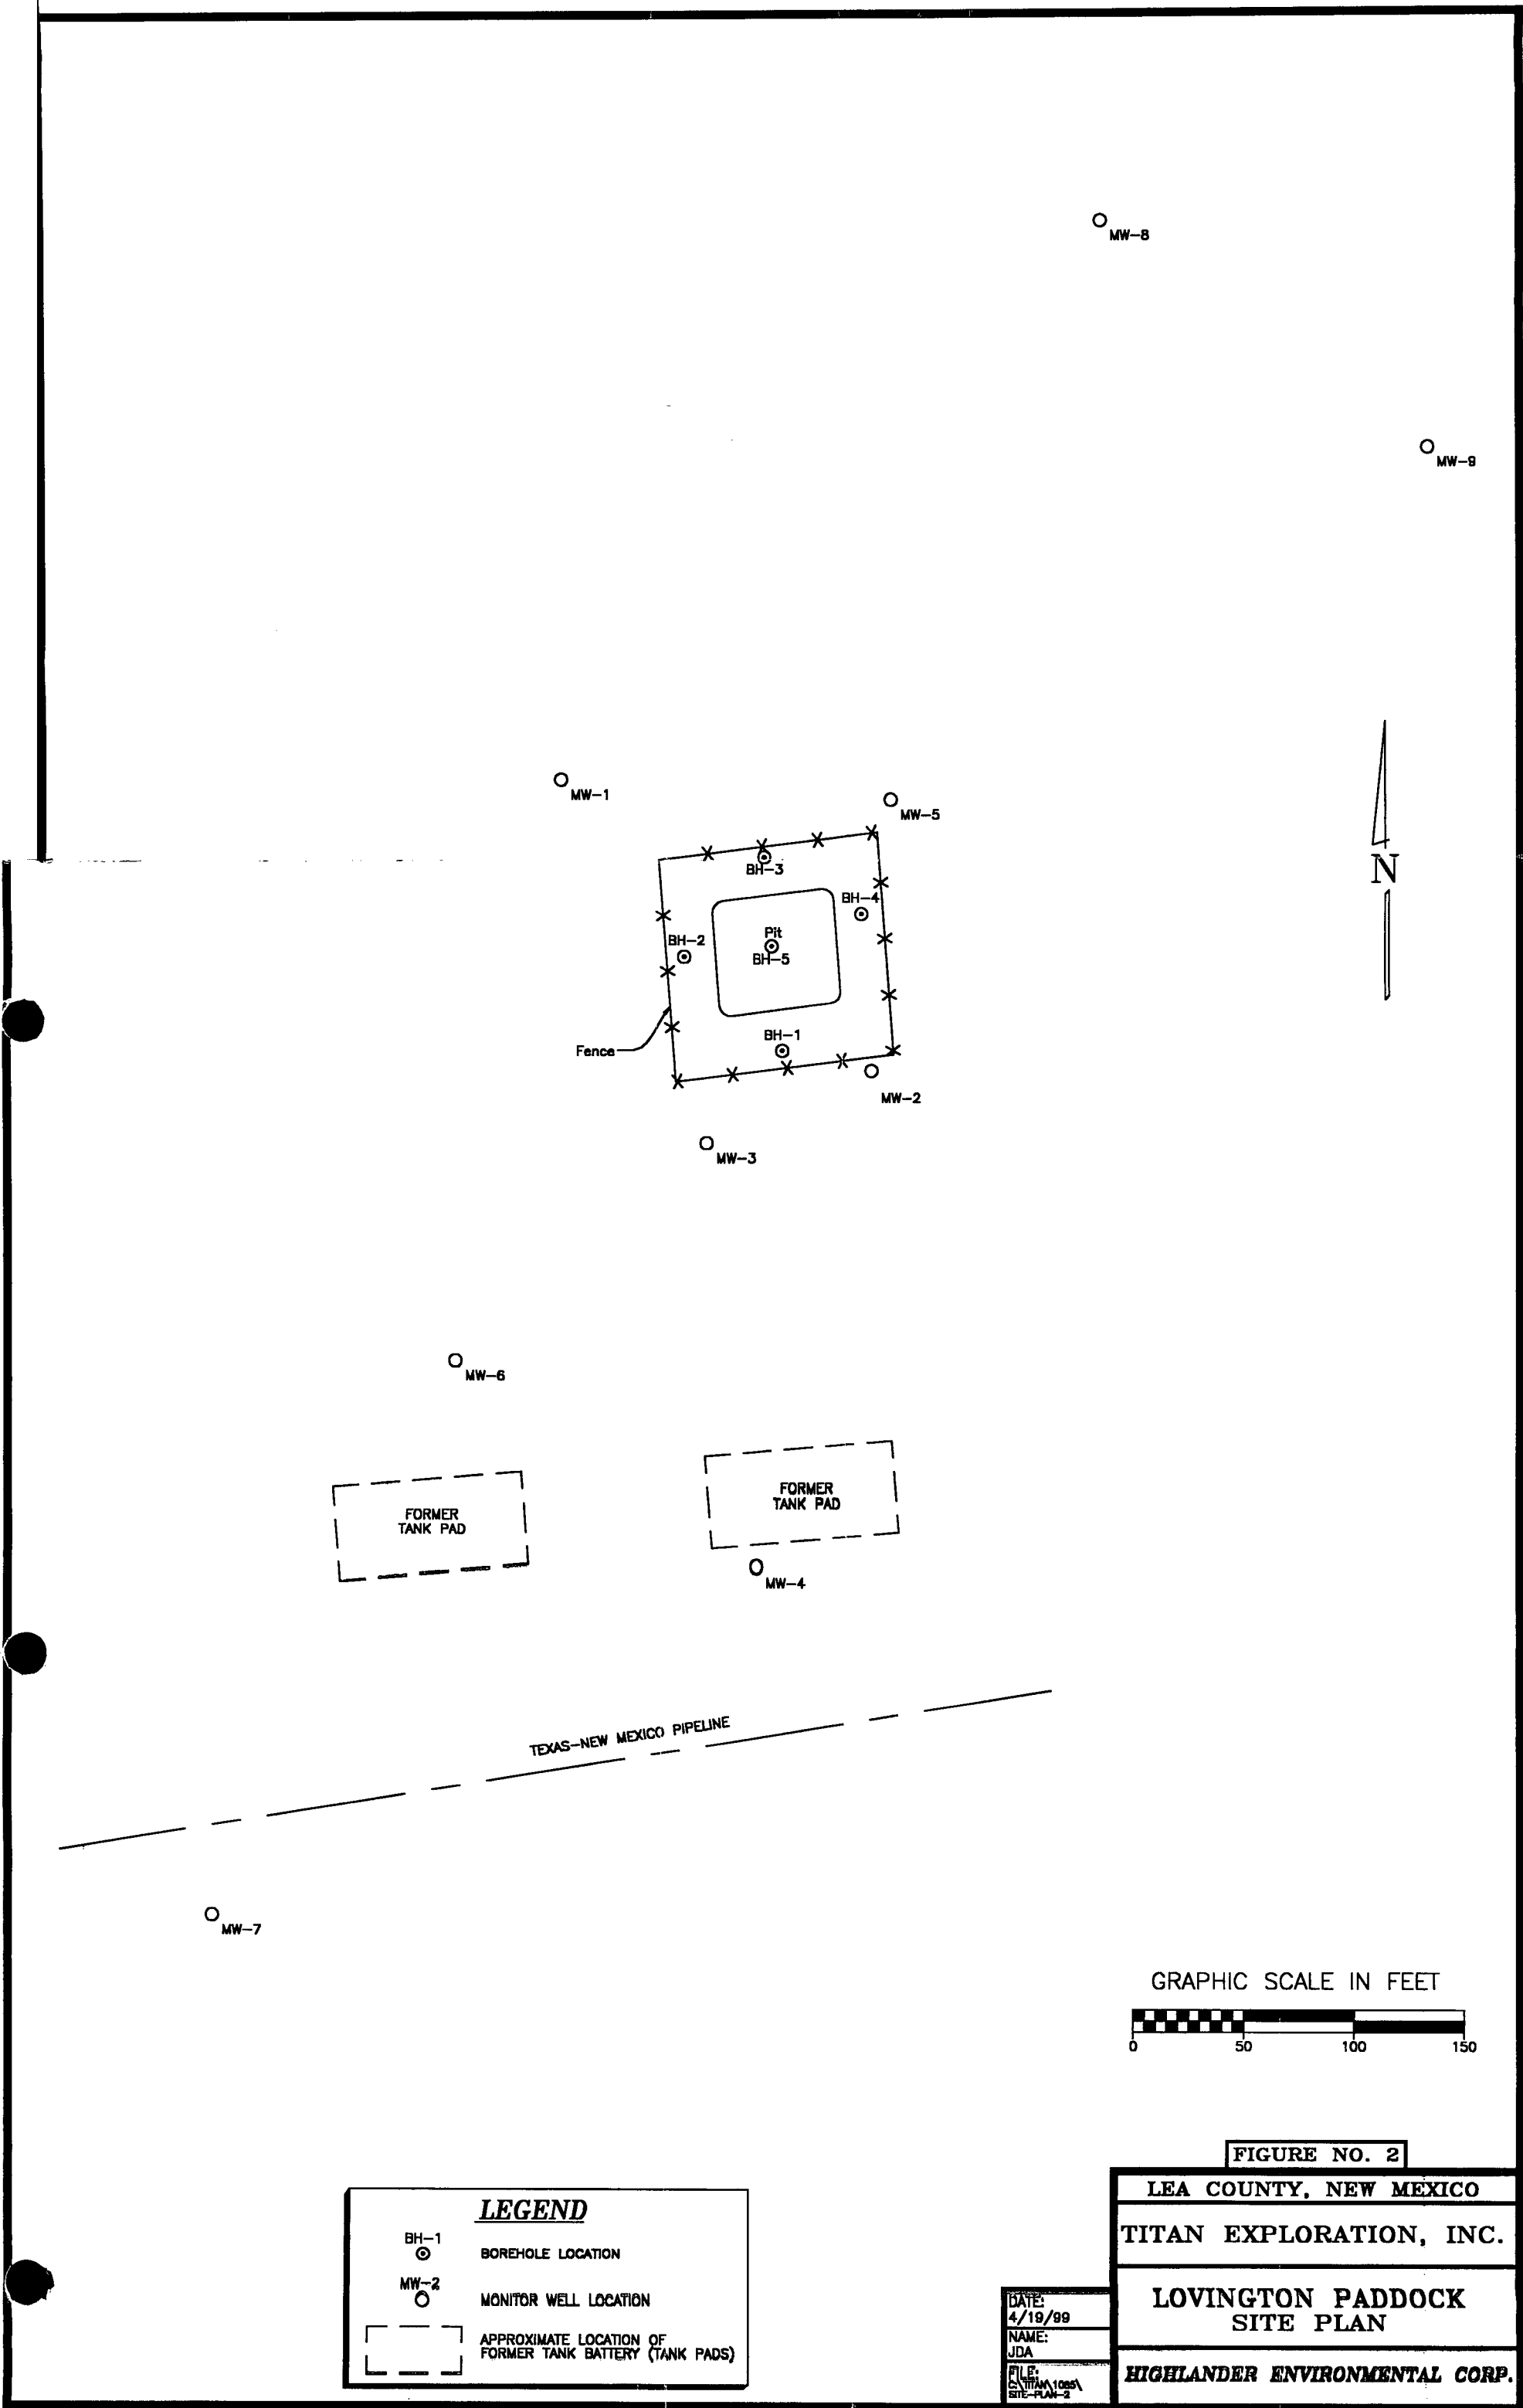 MW-8
MW-9
MW-1
MW-5
BH-3
BH-4
BH-2
Pit
BH-5
N
BH-1
Fence
MW-2
MW-3
MW-6
FORMER
TANK PAD
FORMER
TANK PAD
MW-4
TEXAS-NEW MEXICO PIPELINE
MW-7
GRAPHIC SCALE IN FEET
0 50 100 150
FIGURE NO. 2
LEA COUNTY, NEW MEXICO
TITAN EXPLORATION, INC.
LOVINGTON PADDOCK
SITE PLAN
HIGHLANDER ENVIRONMENTAL CORP.
DATE:
4/19/99
NAME:
JDA
FILE:
C:\TITAN\1085\
SITE-PLAN-2
LEGEND
BH-1
BOREHOLE LOCATION
MW-2
MONITOR WELL LOCATION
APPROXIMATE LOCATION OF
FORMER TANK BATTERY (TANK PADS)